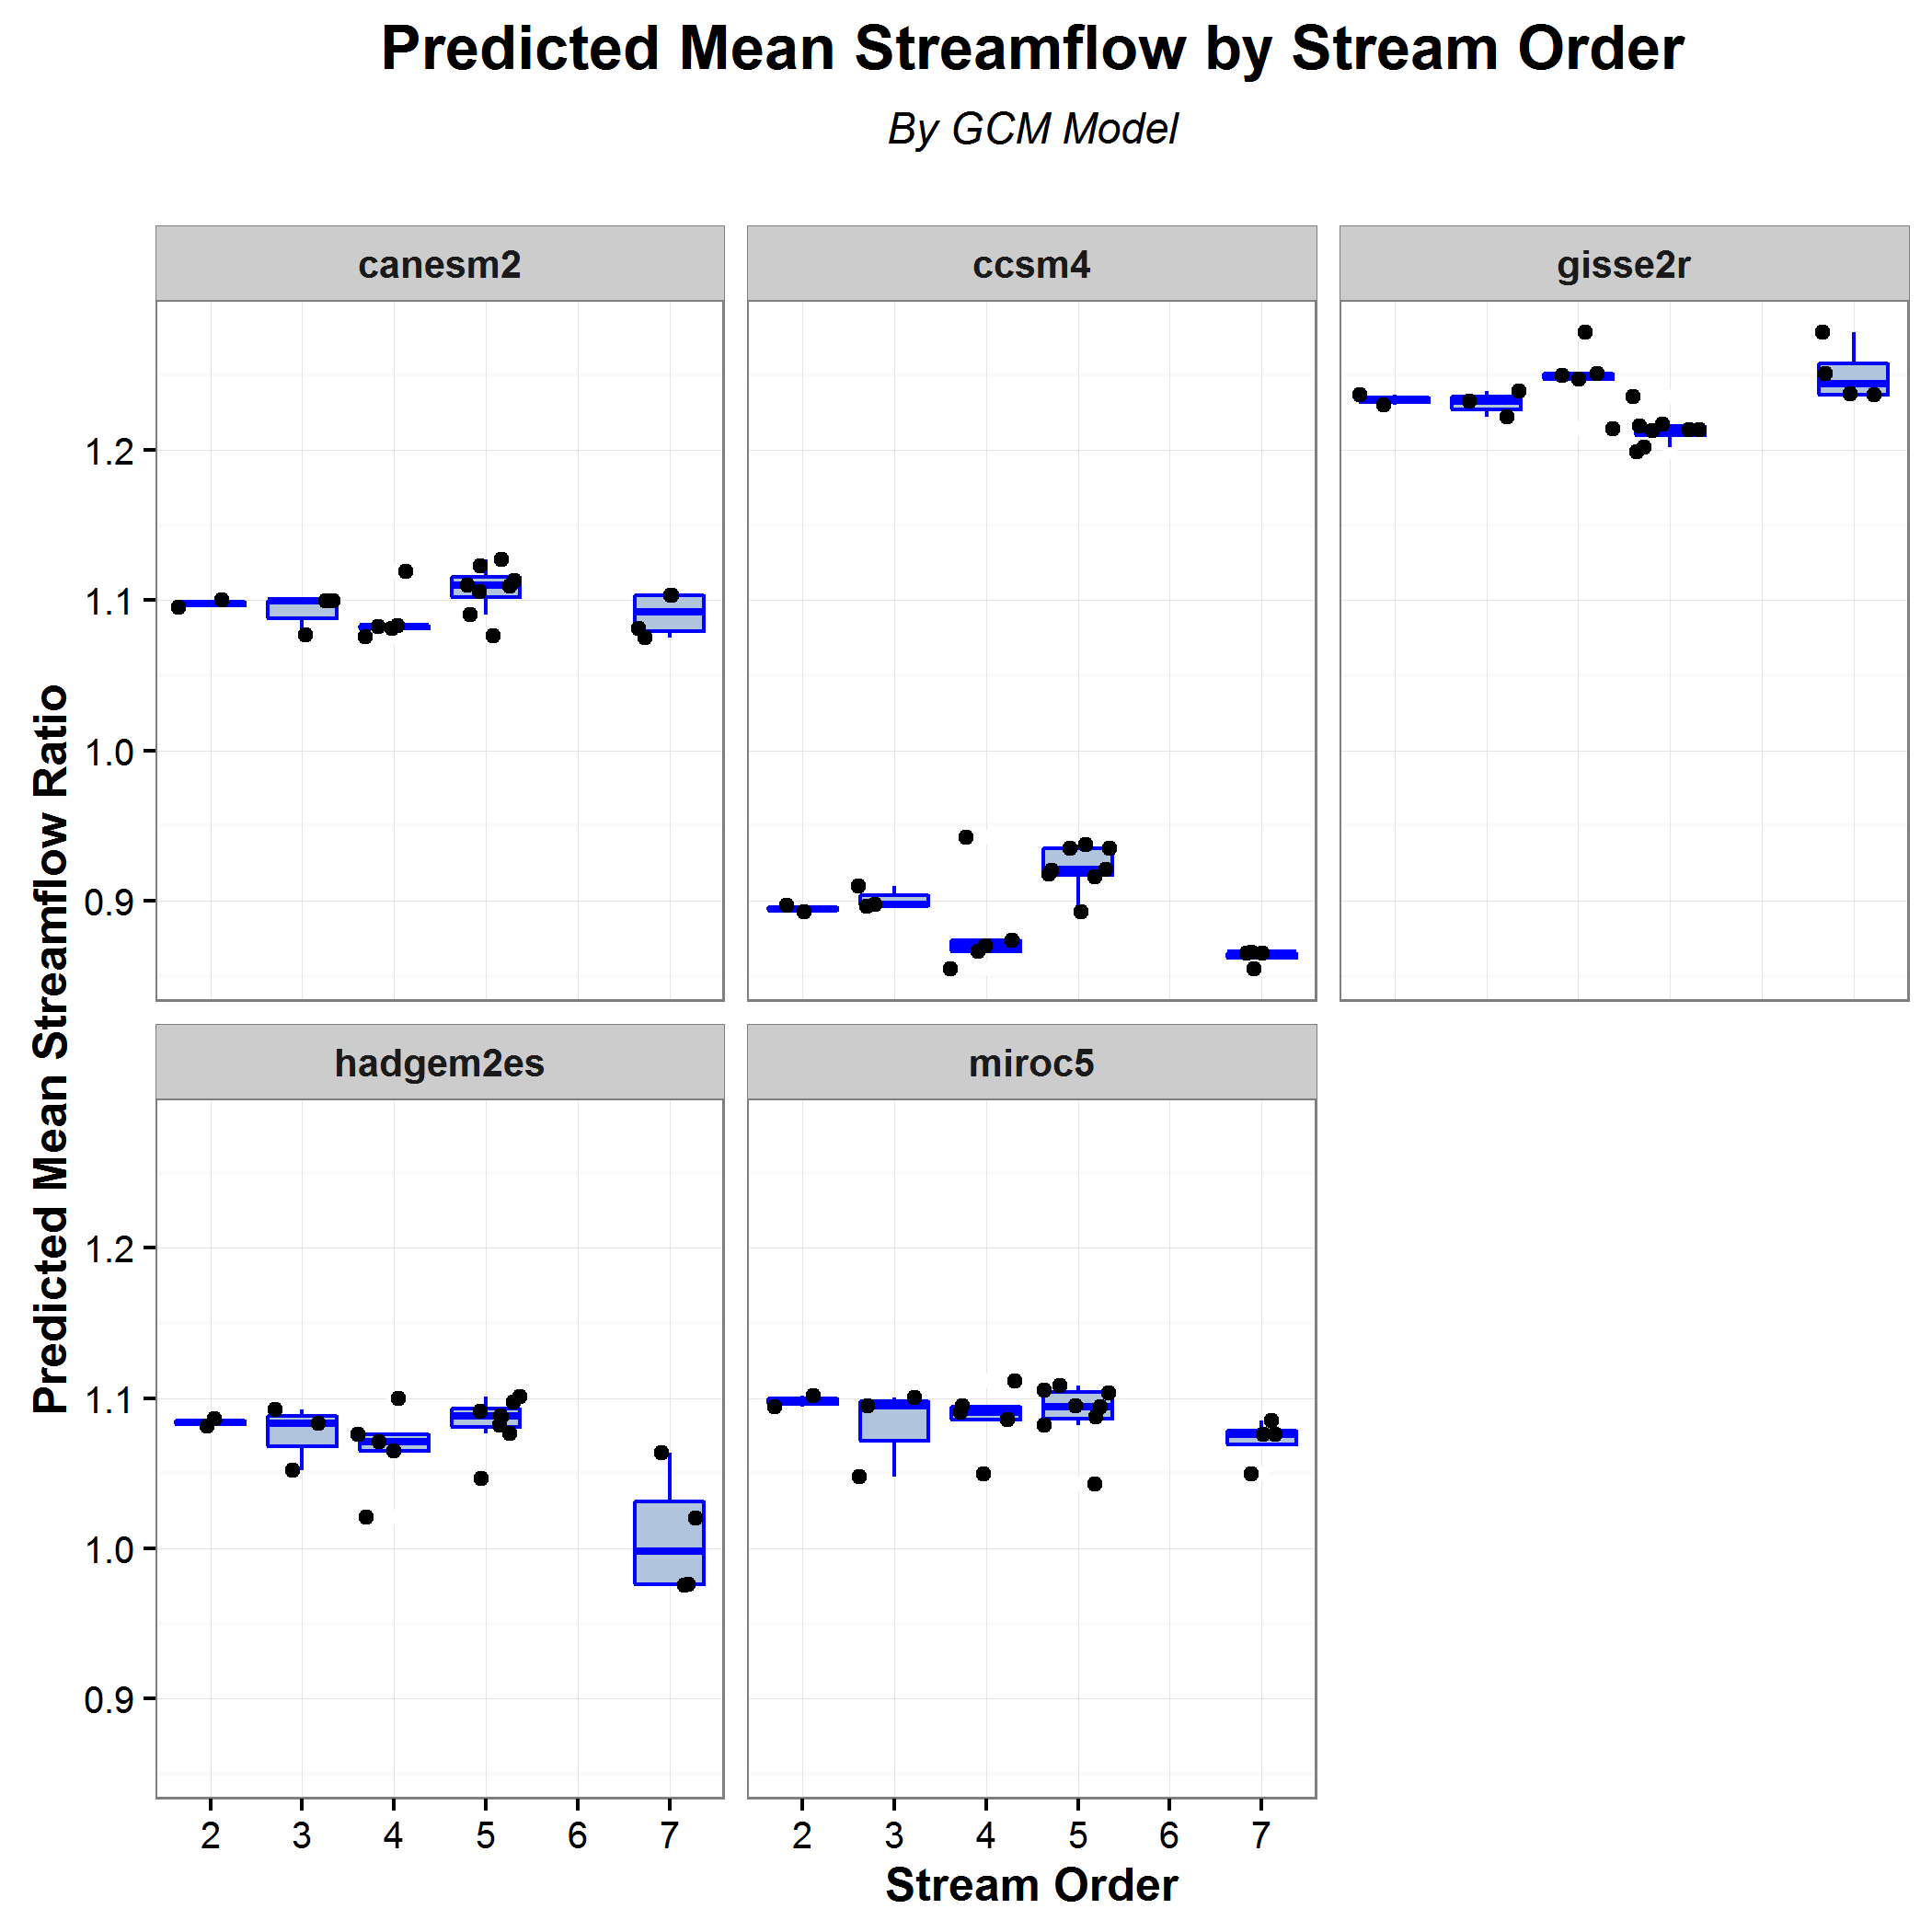 Predicted Mean Streamflow by Stream Order
By GCM Model
canesm2
ccsm4
gisse2r
1.2
1.1
1.0
0.9
Predicted Mean Streamflow Ratio
hadgem2es
miroc5
1.2
1.1
1.0
0.9
2 3 4 5 6 7
2 3 4 5 6 7
Stream Order